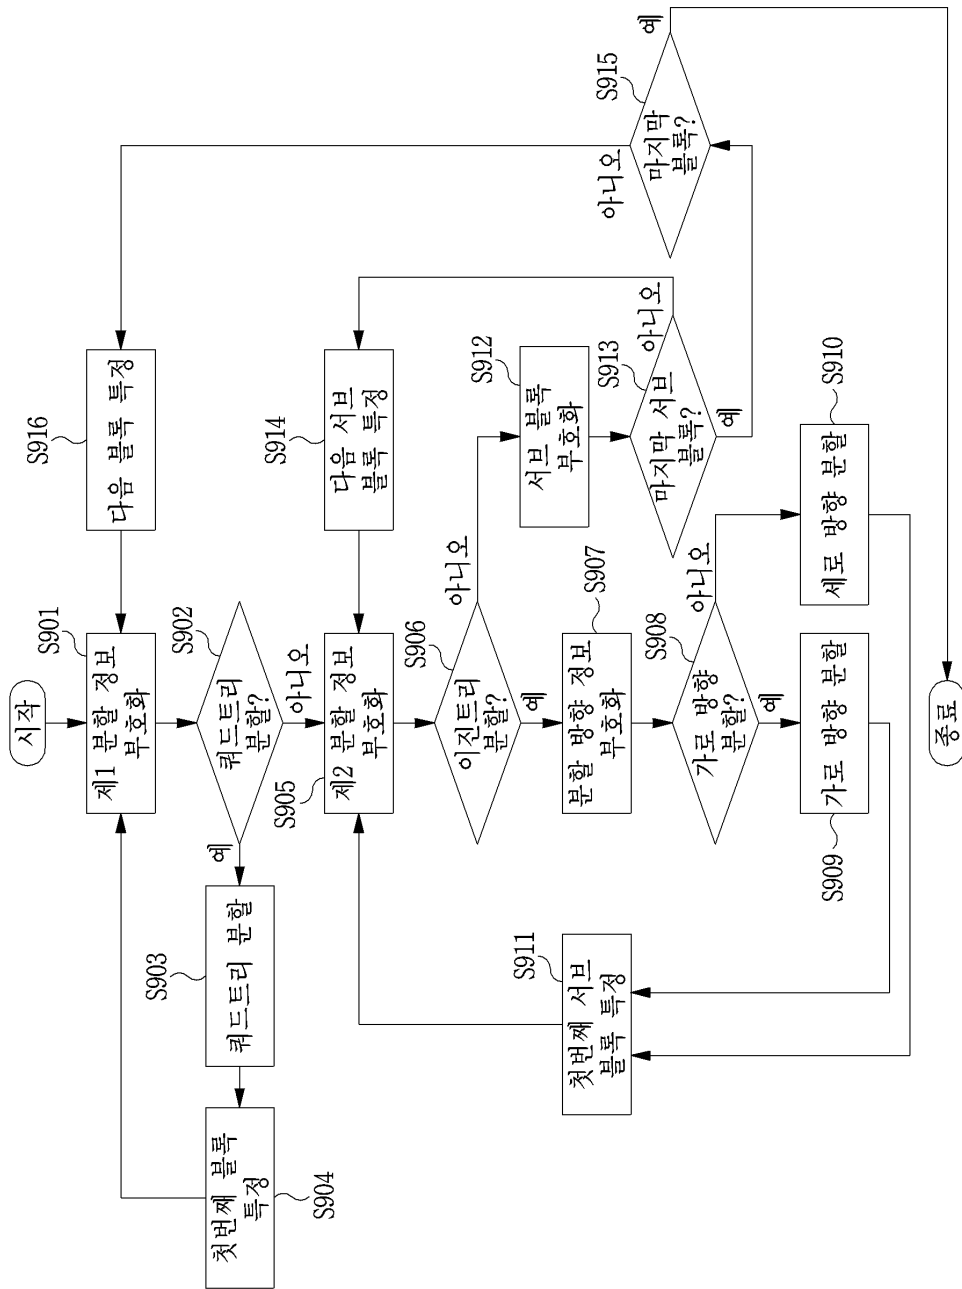 시작
S901
제1 분할 정보
부호화
S902
쿼드트리
분할?
예
아니오
S903
쿼드트리 분할
S904
첫번째 블록
특정
S905
제2 분할 정보
부호화
S906
이진트리
분할?
아니오
예
S907
분할 방향 정보
부호화
S908
가로 방향
분할?
아니오
예
S909
가로 방향 분할
S910
세로 방향 분할
S911
첫번째 서브
블록 특정
S912
서브 블록
부호화
S913
마지막 서브
블록?
아니오
예
S914
다음 서브
블록 특정
S915
마지막
블록?
아니오
예
S916
다음 블록 특정
종료